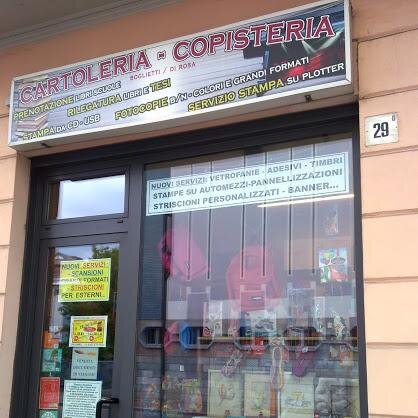 CARTOLERIA - COPISTERIA
BOGLIETTI / DI ROSA
PRENOTAZIONE LIBRI SCUOLE
RILEGATURA LIBRI E TESI
STAMPA DA CD - USB
FOTOCOPIE B/N - COLORI E GRANDI FORMATI
SERVIZIO STAMPA SU PLOTTER
29 B
NUOVI SERVIZI: VETROFANIE - ADESIVI - TIMBRI
STAMPE SU AUTOMEZZI-PANNELLIZZAZIONI
STRISCIONI PERSONALIZZATI - BANNER...
NUOVI SERVIZI:
- SCANSIONI
GRANDI FORMATI
- STRISCIONI
PER ESTERNI..